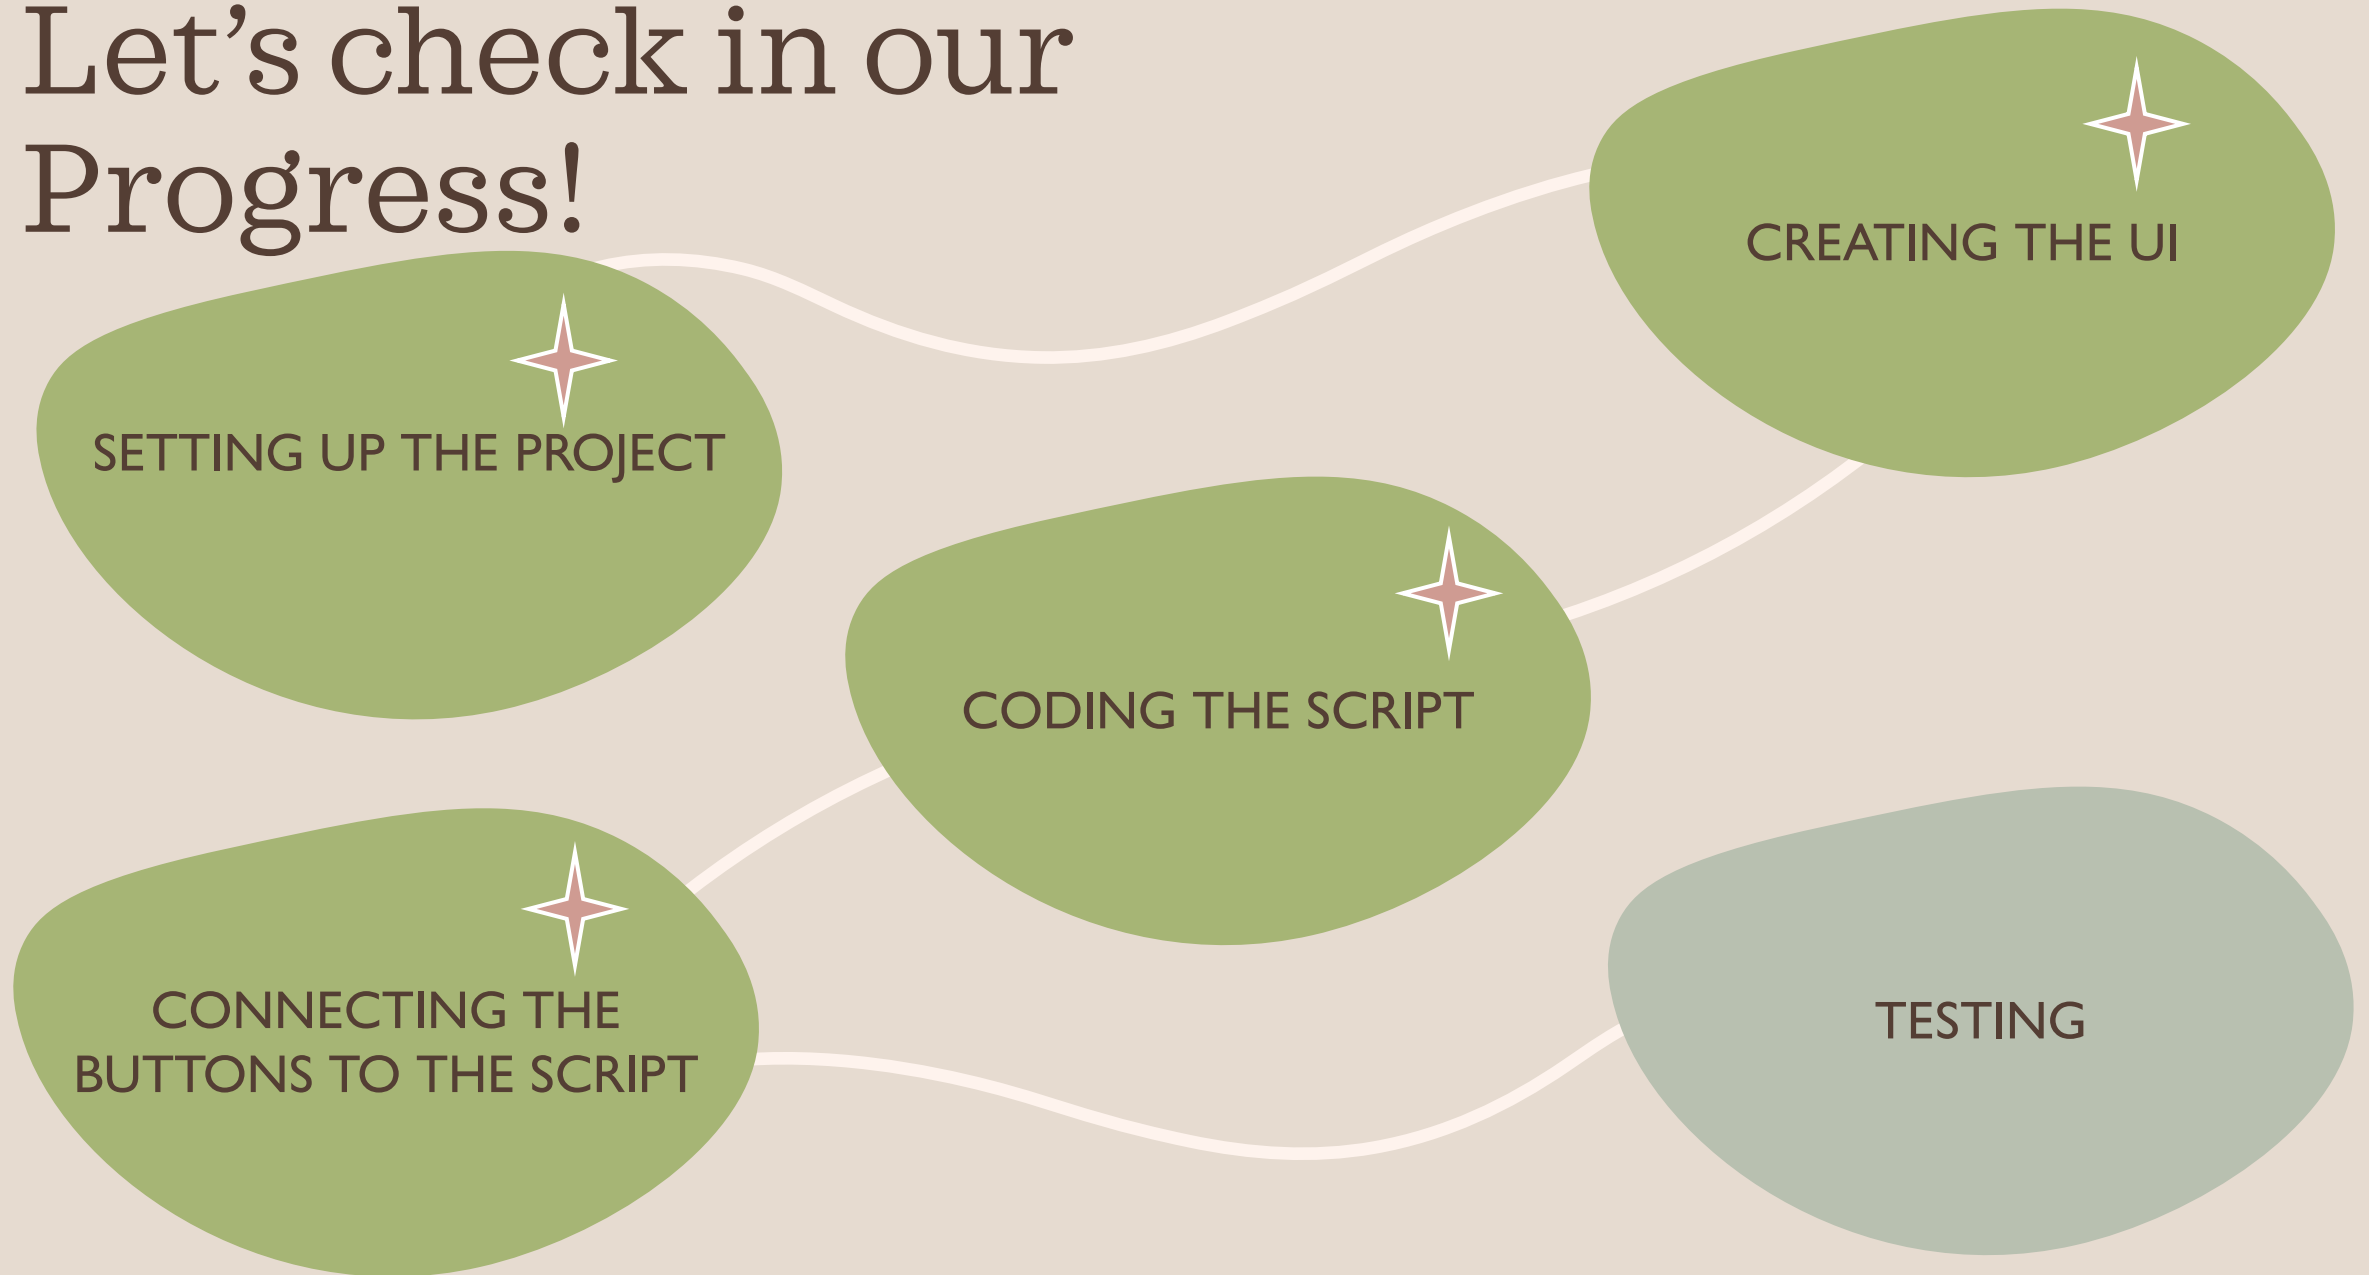 Let’s check in our
Progress!
SETTING UP THE PROJECT
CREATING THE UI
CODING THE SCRIPT
CONNECTING THE
BUTTONS TO THE SCRIPT
TESTING